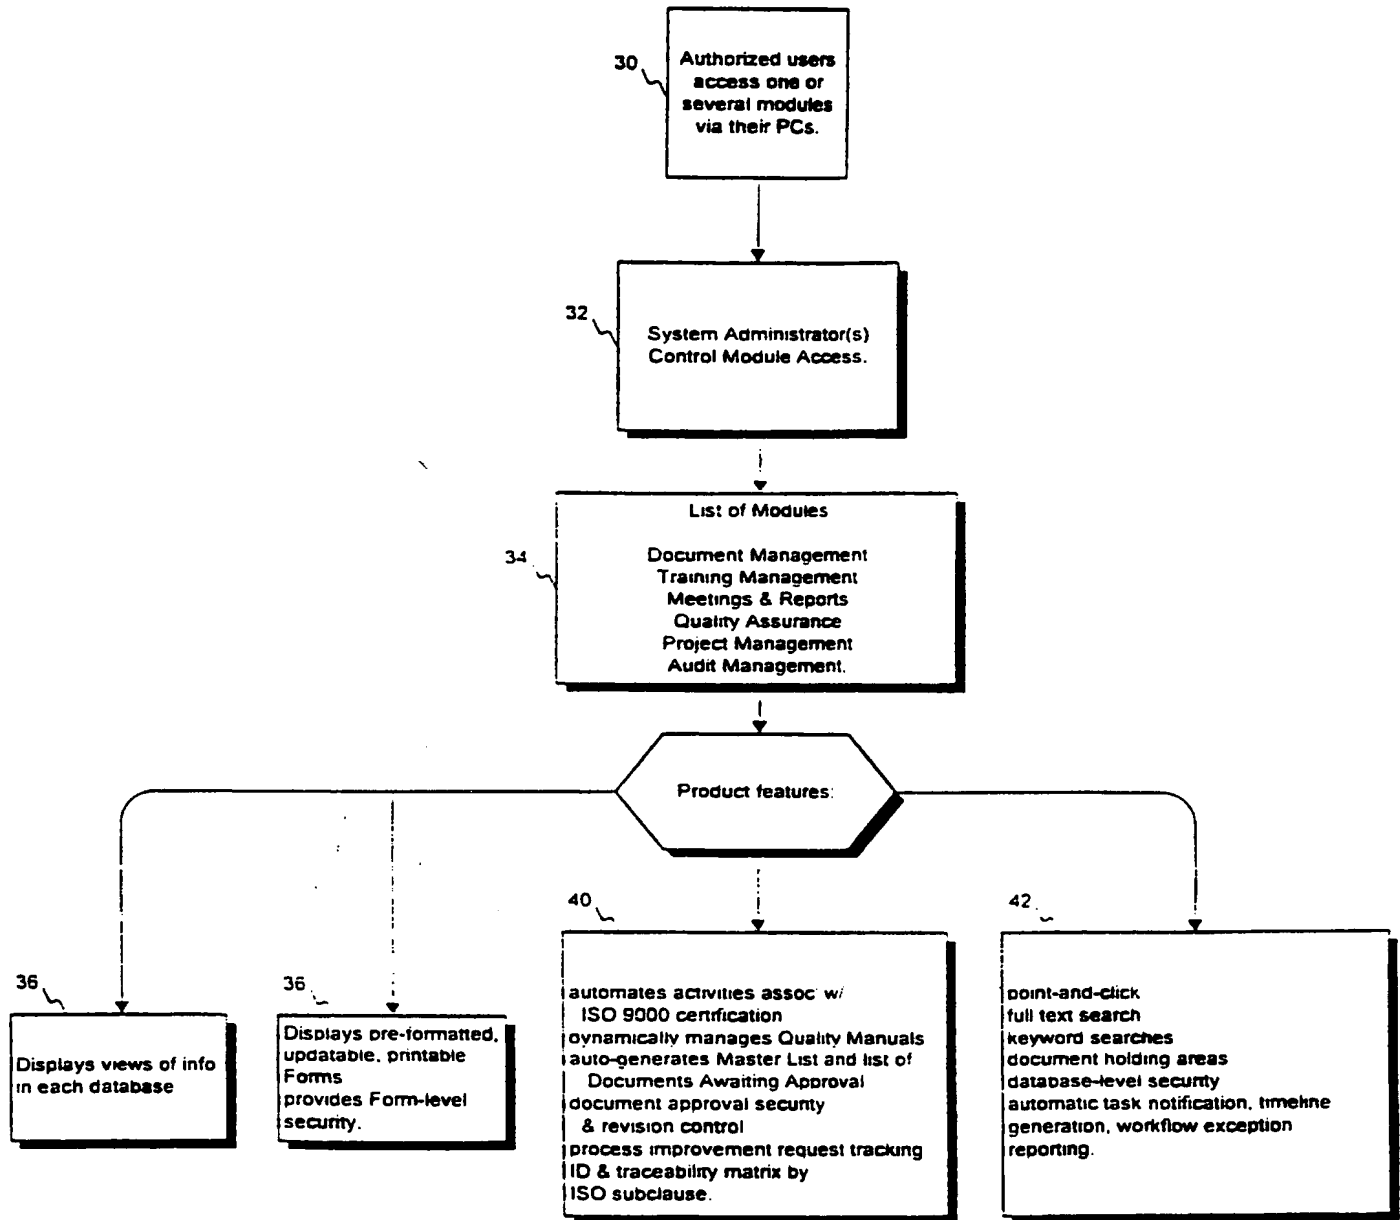 30
Authorized users
access one or
several modules
via their PCs.
32
System Administrator(s)
Control Module Access.
34
List of Modules
Document Management
Training Management
Meetings & Reports
Quality Assurance
Project Management
Audit Management.
Product features:
36
Displays views of info
in each database
36
Displays pre-formatted,
updatable, printable
Forms
provides Form-level
security.
40
automates activities assoc w/
ISO 9000 certification
dynamically manages Quality Manuals
auto-generates Master List and list of
Documents Awaiting Approval
document approval security
& revision control
process improvement request tracking
ID & traceability matrix by
ISO subclause.
42
point-and-click
full text search
keyword searches
document holding areas
database-level security
automatic task notification, timeline
generation, workflow exception
reporting.